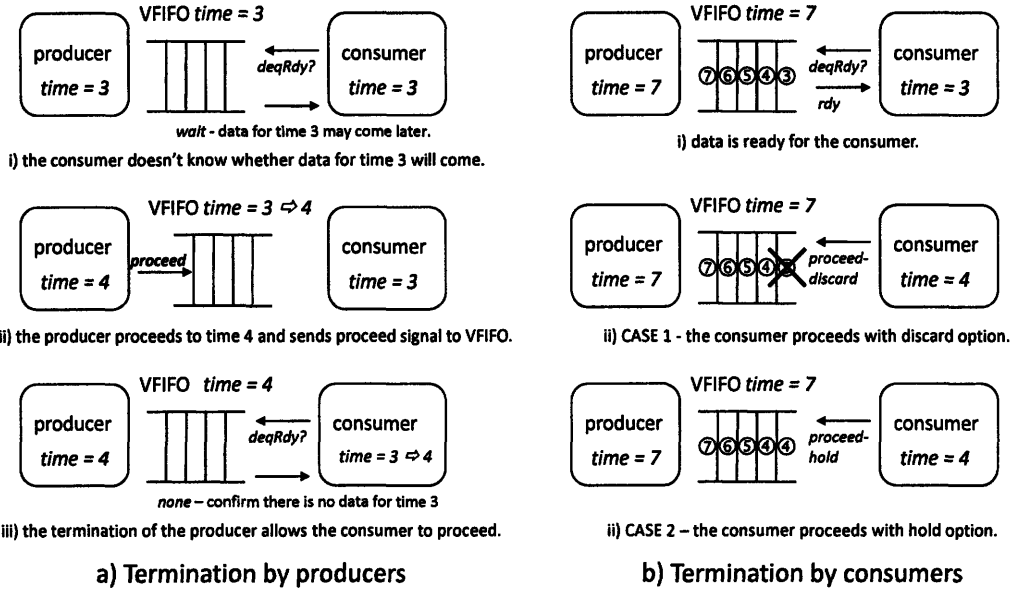 VFIFO time = 3
producer
time = 3
deqRdy?
consumer
time = 3
wait - data for time 3 may come later.
i) the consumer doesn't know whether data for time 3 will come.
VFIFO time = 3 ⇨ 4
producer
time = 4
proceed
consumer
time = 3
ii) the producer proceeds to time 4 and sends proceed signal to VFIFO.
VFIFO time = 4
producer
time = 4
deqRdy?
consumer
time = 3 ⇨ 4
none – confirm there is no data for time 3
iii) the termination of the producer allows the consumer to proceed.
a) Termination by producers
VFIFO time = 7
producer
time = 7
⑦⑥⑤④③
deqRdy?
rdy
consumer
time = 3
i) data is ready for the consumer.
VFIFO time = 7
producer
time = 7
⑦⑥⑤④
proceed-
discard
consumer
time = 4
ii) CASE 1 - the consumer proceeds with discard option.
VFIFO time = 7
producer
time = 7
⑦⑥⑤④④
proceed-
hold
consumer
time = 4
ii) CASE 2 – the consumer proceeds with hold option.
b) Termination by consumers